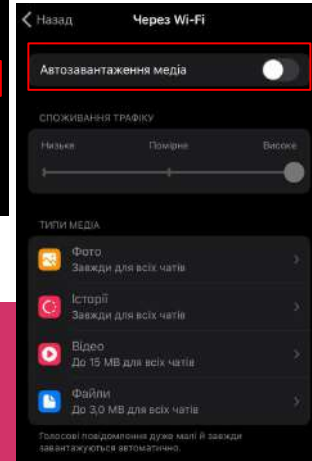 Назад
Через Wi-Fi
Автозавантаження медіа
СПОЖИВАННЯ ТРАФІКУ
Низьке Помірне Високе
ТИПИ МЕДІА
Фото
Завжди для всіх чатів
Історії
Завжди для всіх чатів
Відео
До 15 MB для всіх чатів
Файли
До 3,0 MB для всіх чатів
Голосові повідомлення дуже малі й завжди
завантажуються автоматично.